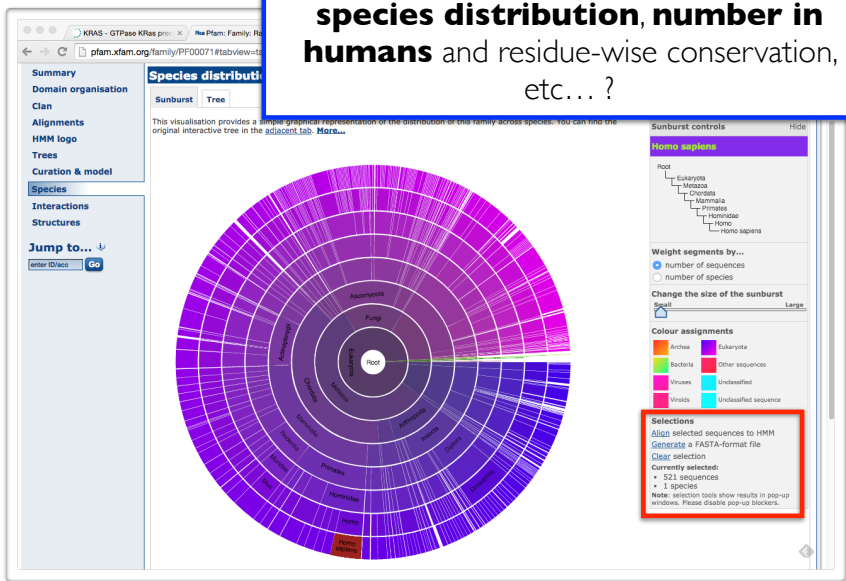 species distribution, number in
humans and residue-wise conservation,
etc… ?
KRAS - GTPase KRas prec
Pfam: Family: Ra
pfam.xfam.org/family/PF00071#tabview=ta
Summary
Domain organisation
Clan
Alignments
HMM logo
Trees
Curation & model
Species
Interactions
Structures
Jump to...
enter ID/acc
Go
Species distributi
Sunburst
Tree
This visualisation provides a simple graphical representation of the distribution of this family across species. You can find the
original interactive tree in the adjacent tab. More...
Root
Eukaryota
Fungi
Ascomycota
Metazoa
Chordata
Actinopterygii
Mammalia
Rodentia
Muridae
Mus
Primates
Hominidae
Homo
Homo
sapiens
Arthropoda
Insecta
Diptera
Drosophila
Sunburst controls
Hide
Homo sapiens
Root
Eukaryota
Metazoa
Chordata
Mammalia
Primates
Hominidae
Homo
Homo sapiens
Weight segments by...
number of sequences
number of species
Change the size of the sunburst
Small
Large
Colour assignments
Archea
Eukaryota
Bacteria
Other sequences
Viruses
Unclassified
Viroids
Unclassified sequence
Selections
Align selected sequences to HMM
Generate a FASTA-format file
Clear selection
Currently selected:
• 521 sequences
• 1 species
Note: selection tools show results in pop-up
windows. Please disable pop-up blockers.